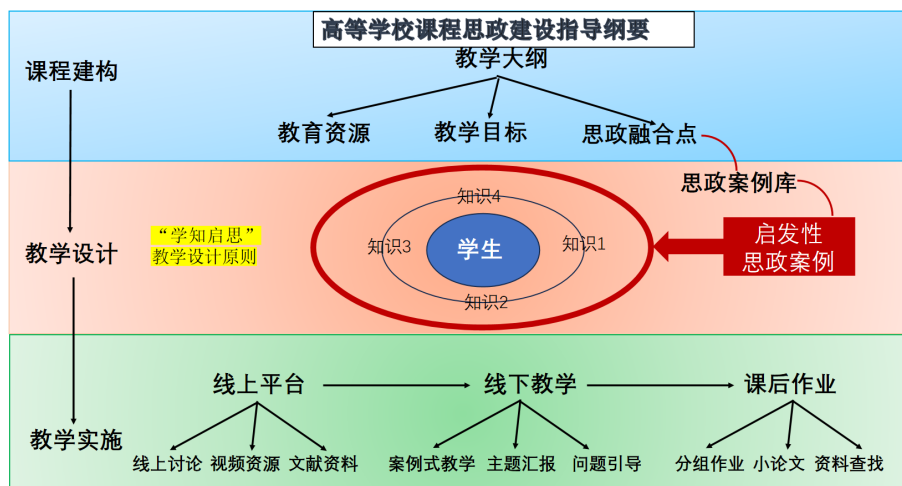 高等学校课程思政建设指导纲要
课程建构
教学大纲
教育资源
教学目标
思政融合点
思政案例库
教学设计
“学知启思”
教学设计原则
知识4
知识3
学生
知识1
知识2
启发性
思政案例
教学实施
线上平台
线下教学
课后作业
线上讨论
视频资源
文献资料
案例式教学
主题汇报
问题引导
分组作业
小论文
资料查找